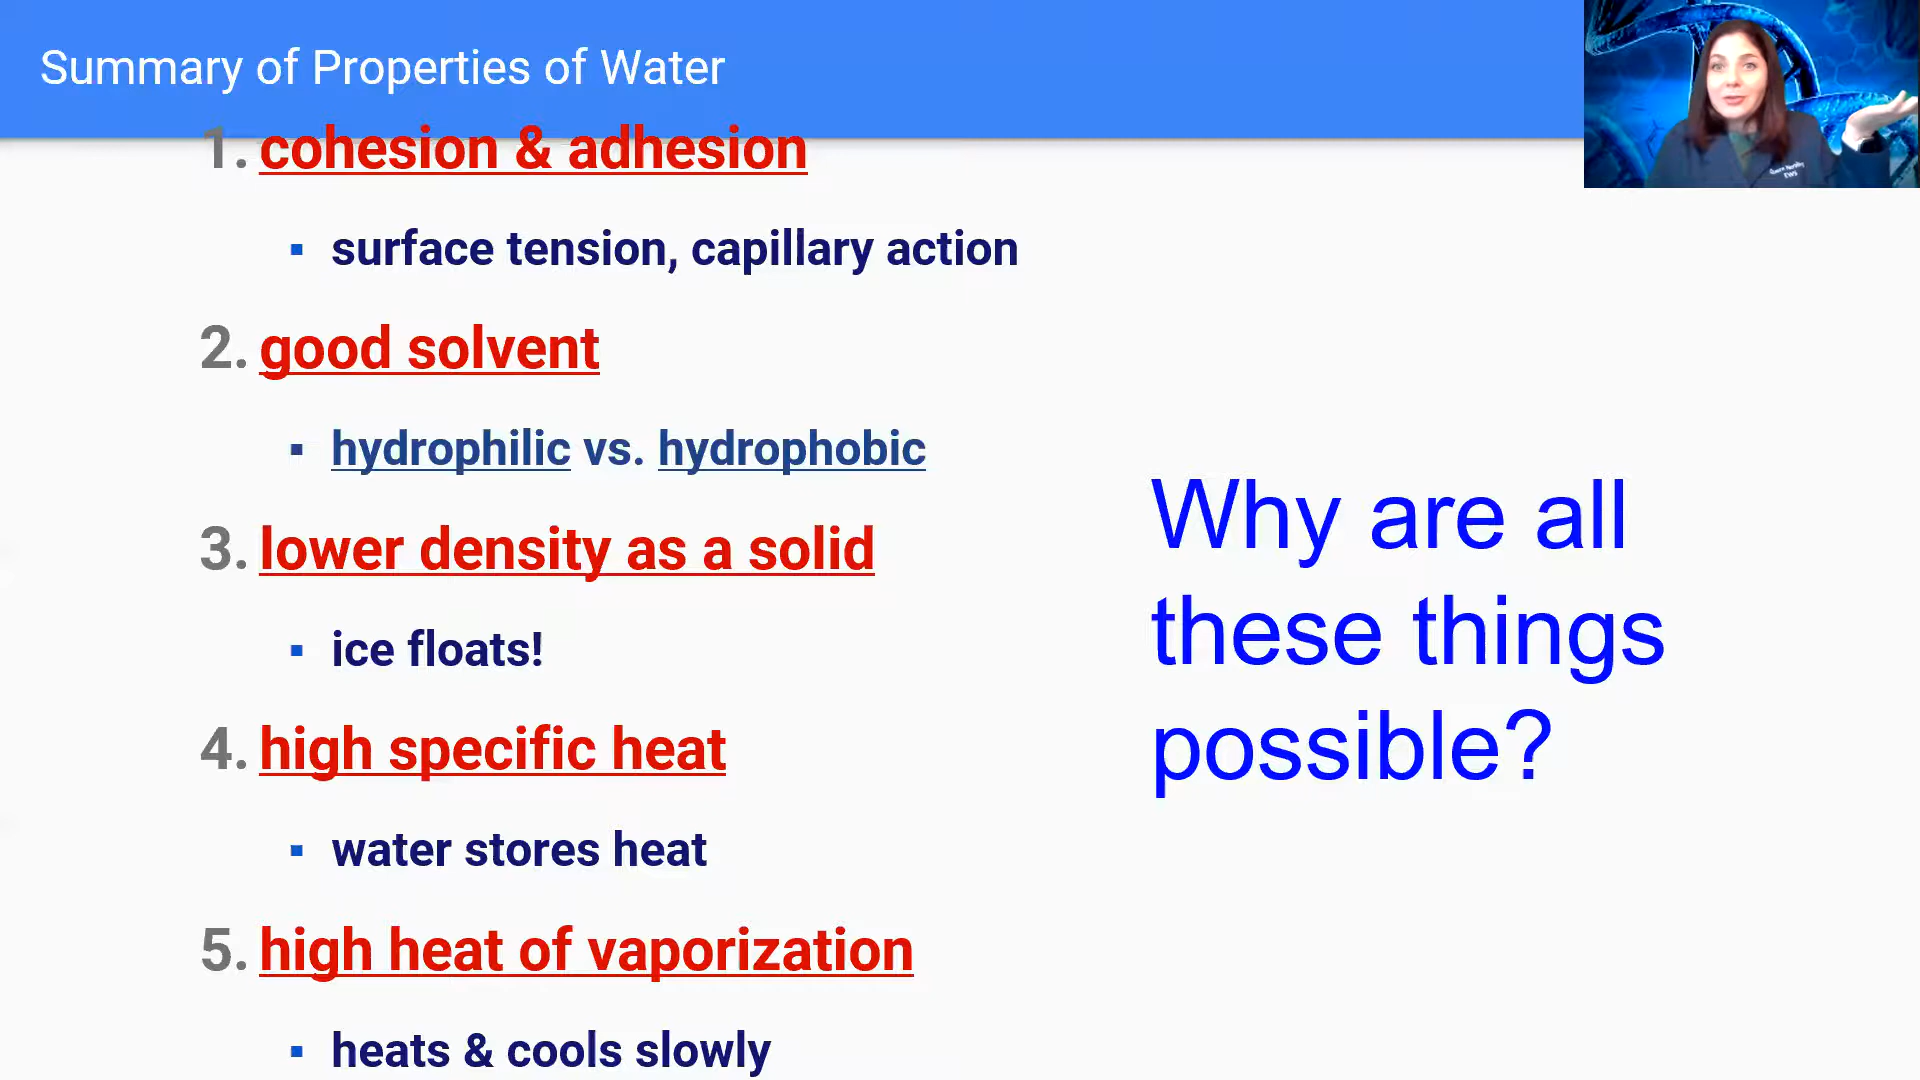 Summary of Properties of Water
1. cohesion & adhesion
▪ surface tension, capillary action
2. good solvent
▪ hydrophilic vs. hydrophobic
3. lower density as a solid
▪ ice floats!
4. high specific heat
▪ water stores heat
5. high heat of vaporization
▪ heats & cools slowly
Why are all
these things
possible?